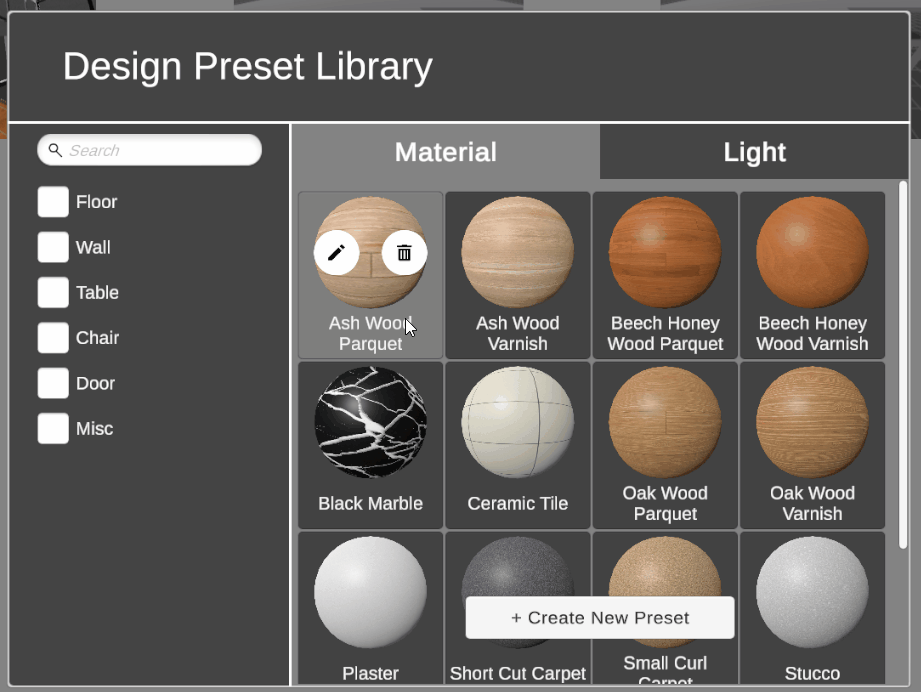 Design Preset Library
Search
Material
Light
Floor
Wall
Table
Chair
Door
Misc
Ash Wood
Parquet
Ash Wood
Varnish
Beech Honey
Wood Parquet
Beech Honey
Wood Varnish
Black Marble
Ceramic Tile
Oak Wood
Parquet
Oak Wood
Varnish
Plaster
Short Cut Carpet
Small Curl
Carpet
Stucco
+ Create New Preset